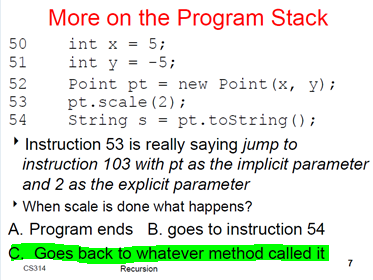 More on the Program Stack
50 int x = 5;
51 int y = -5;
52 Point pt = new Point(x, y);
53 pt.scale(2);
54 String s = pt.toString();
‣ Instruction 53 is really saying jump to
instruction 103 with pt as the implicit parameter
and 2 as the explicit parameter
‣ When scale is done what happens?
A. Program ends B. goes to instruction 54
C. Goes back to whatever method called it
CS314 Recursion 7